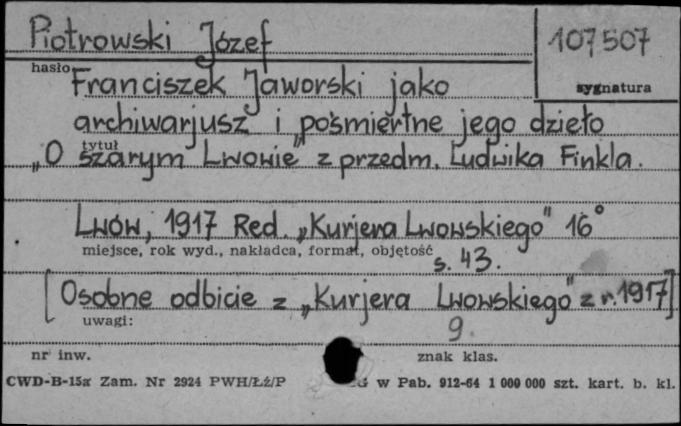 Piotrowski Józef
107507
hasło
sygnatura
Franciszek Jaworski jako
archiwarjusz i pośmiertne jego dzieło
tytuł
„O szarym Lwowie” z przedm. Ludwika Finkla.
Lwów, 1917 Red. „Kurjera Lwowskiego” 16°
miejsce, rok wyd., nakładca, format, objętość
s. 43.
[Osobne odbicie z „Kurjera Lwowskiego” z r. 1917]
uwagi:
9.
nr inw.
znak klas.
CWD-B-15a Zam. Nr 2924 PWH/Łź/P
G w Pab. 912-64 1 000 000 szt. kart. b. kl.